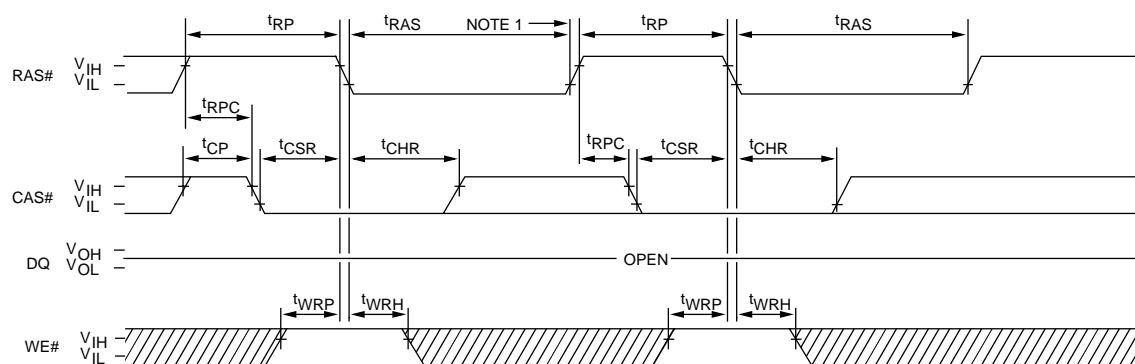 tRP tRAS NOTE 1 tRP tRAS
RAS# VIH
VIL
tRPC
tCP tCSR tCHR tRPC tCSR tCHR
CAS# VIH
VIL
DQ VOH
VOL
OPEN
tWRP tWRH tWRP tWRH
WE# VIH
VIL